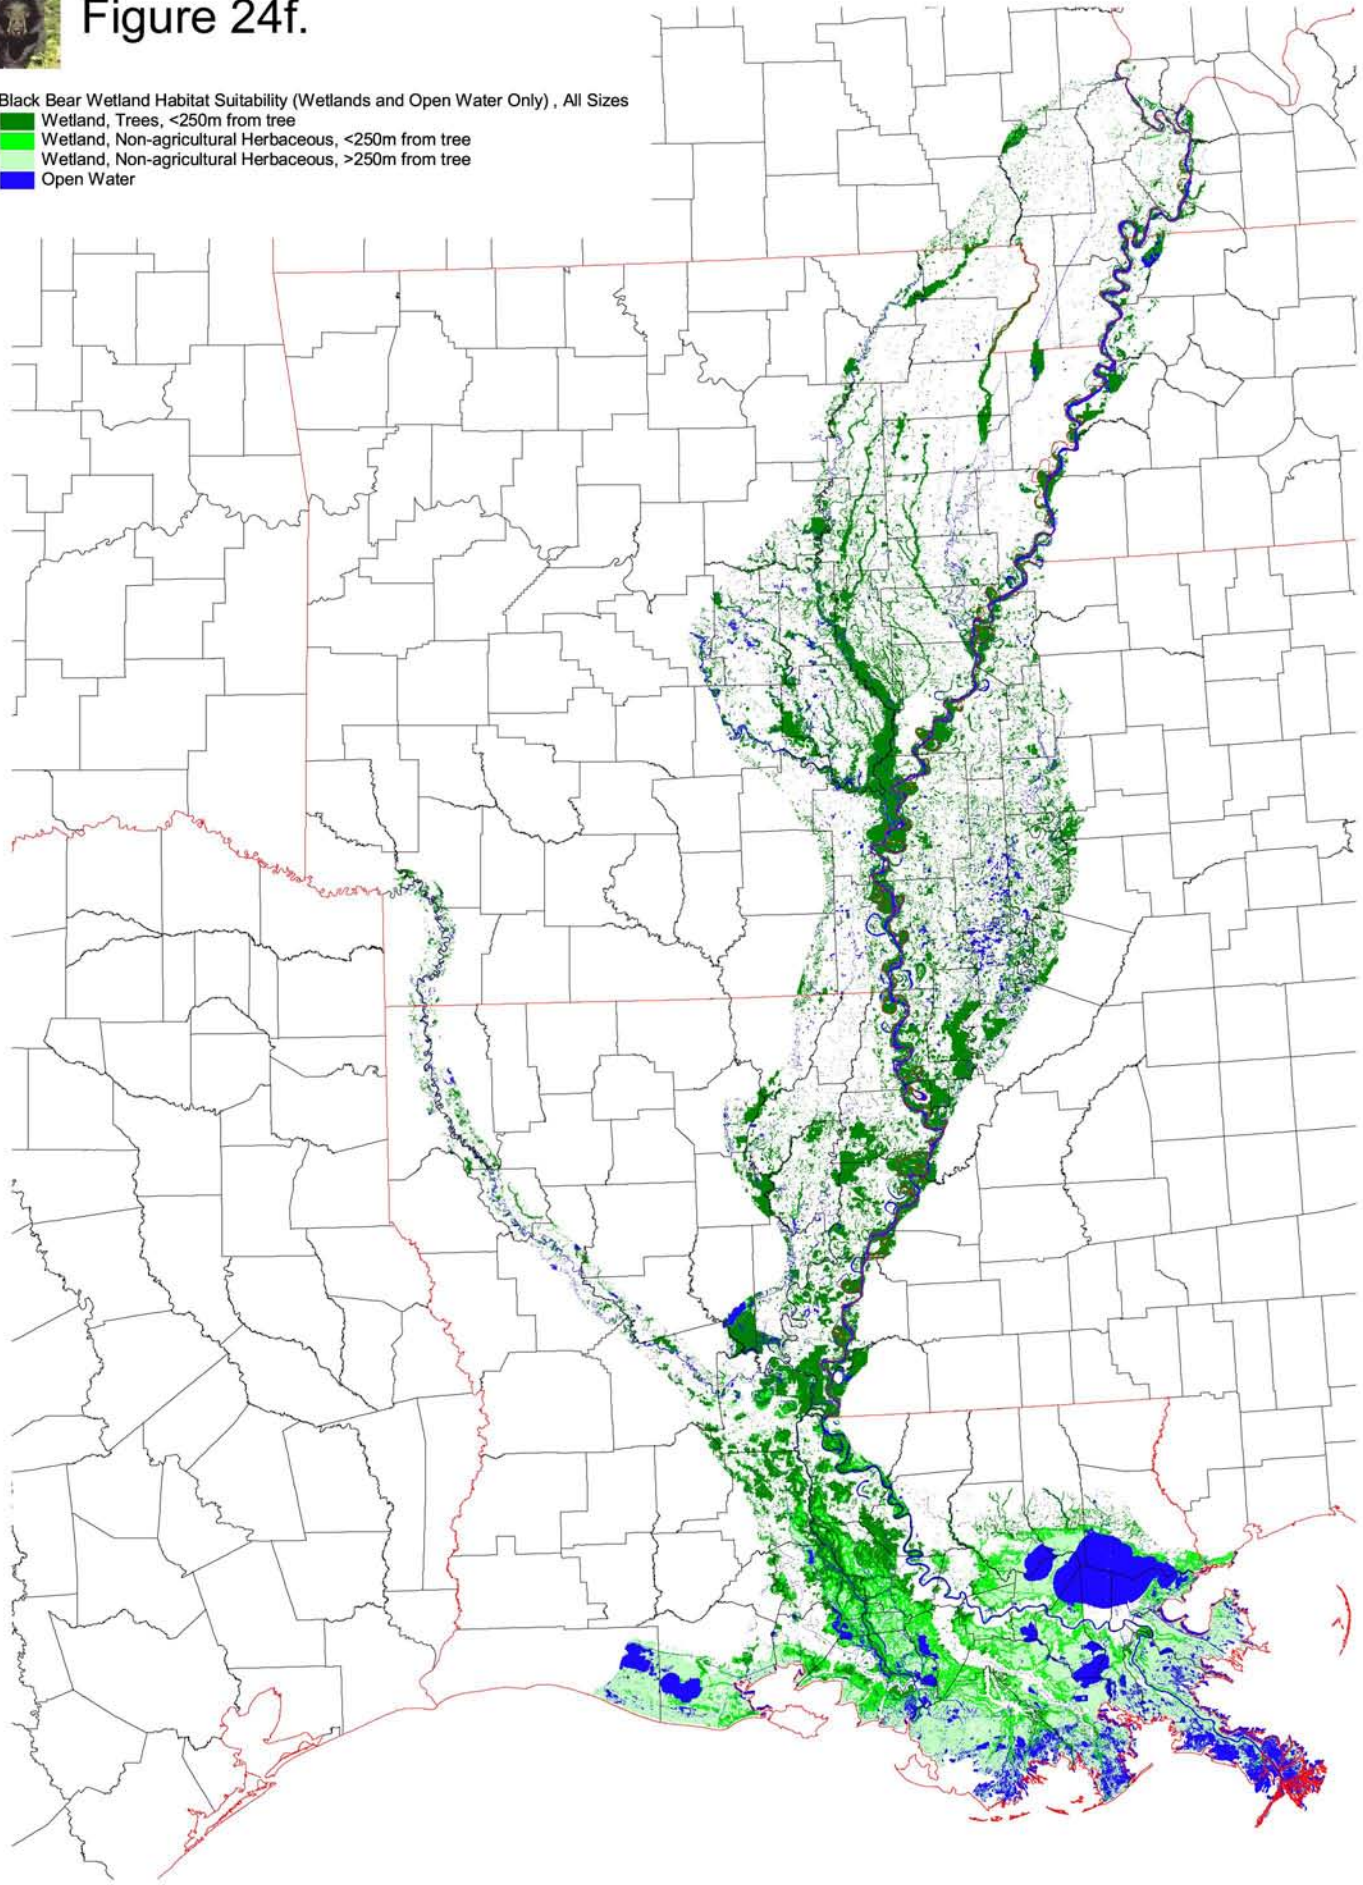 Figure 24f.
Black Bear Wetland Habitat Suitability (Wetlands and Open Water Only) , All Sizes
Wetland, Trees, <250m from tree
Wetland, Non-agricultural Herbaceous, <250m from tree
Wetland, Non-agricultural Herbaceous, >250m from tree
Open Water